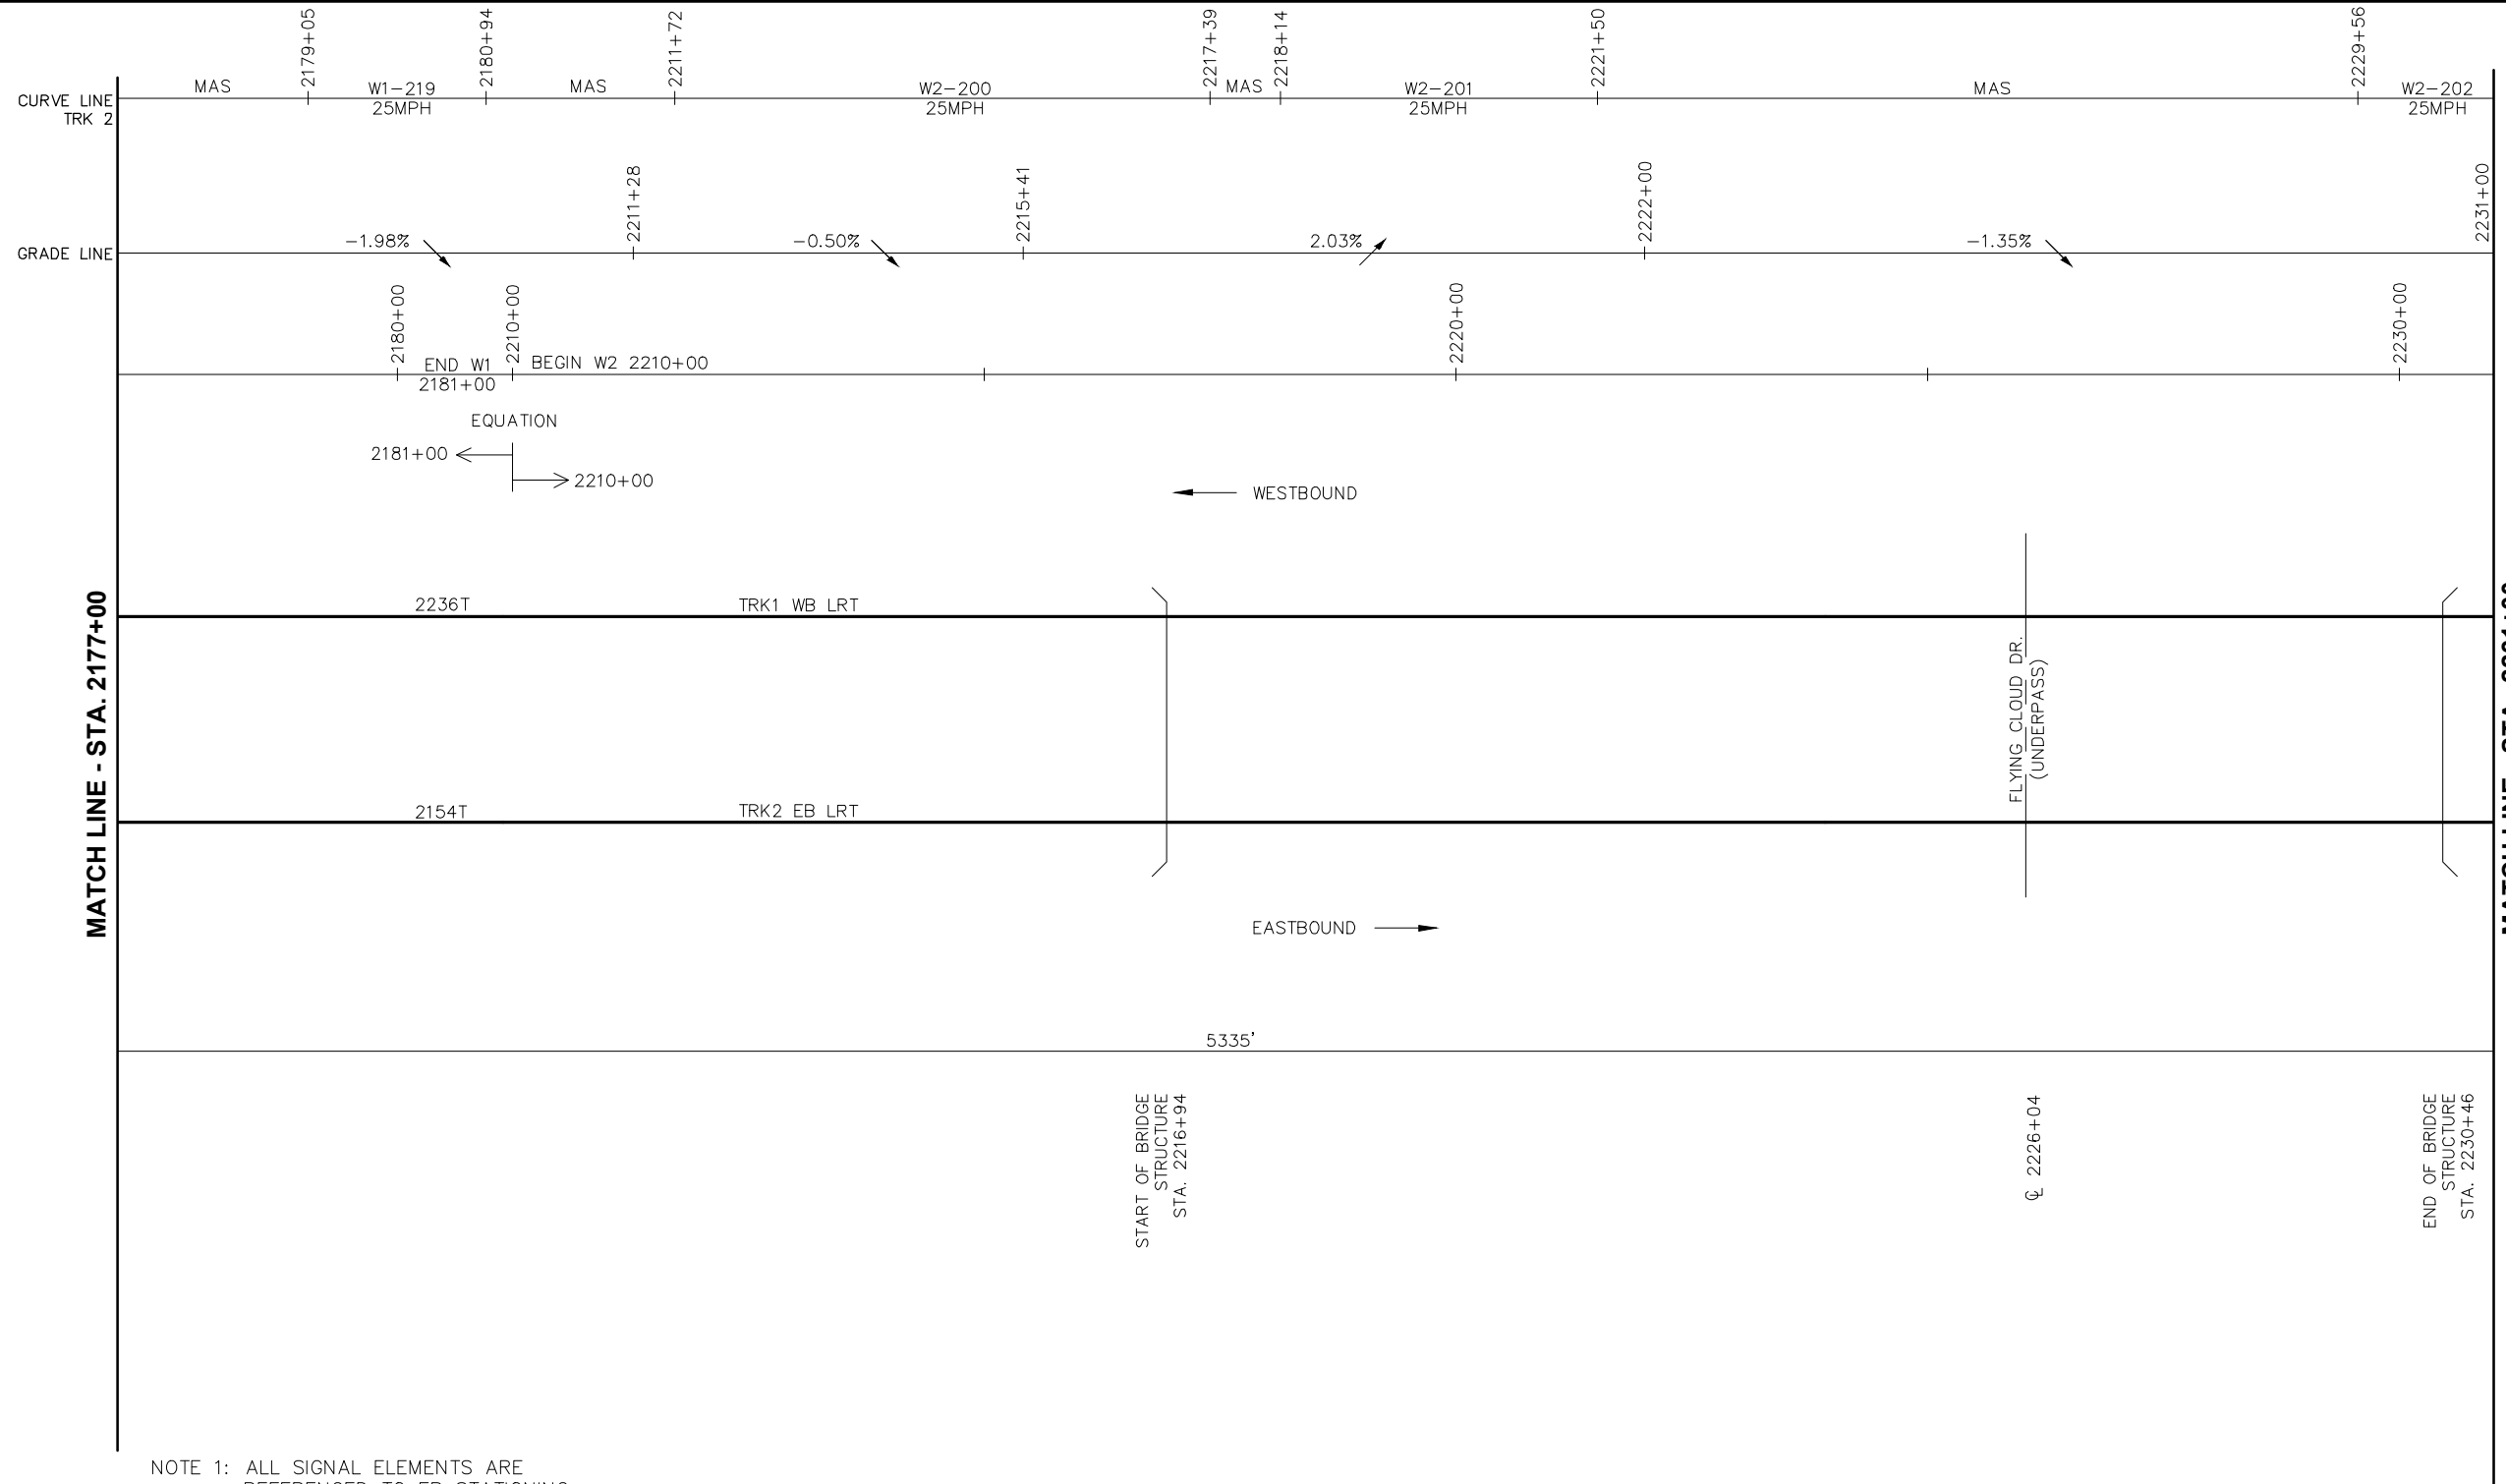 2179+05
2180+94
2211+72
2217+39
2218+14
2221+50
2229+56
MAS
W1-219
MAS
W2-200
MAS
W2-201
MAS
W2-202
CURVE LINE
TRK 2
25MPH
25MPH
25MPH
25MPH
2211+28
2215+41
2222+00
2231+00
GRADE LINE
-1.98%
-0.50%
2.03%
-1.35%
2180+00
2210+00
2220+00
2230+00
END W1
2181+00
BEGIN W2 2210+00
EQUATION
2181+00
2210+00
WESTBOUND
MATCH LINE - STA. 2177+00
2236T
TRK1 WB LRT
FLYING CLOUD DR.
(UNDERPASS)
2154T
TRK2 EB LRT
EASTBOUND
5335'
START OF BRIDGE
STRUCTURE
STA. 2216+94
℄ 2226+04
END OF BRIDGE
STRUCTURE
STA. 2230+46
NOTE 1: ALL SIGNAL ELEMENTS ARE
REFERENCED TO EB STATIONING